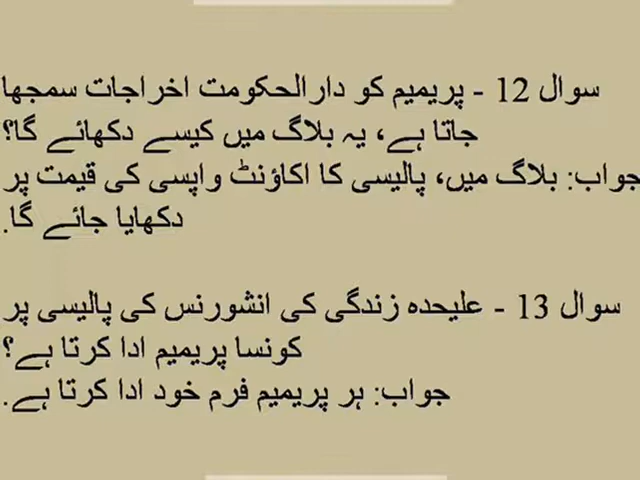 سوال 12 - پریمیم کو دارالحکومت اخراجات سمجھا
جاتا ہے، یہ بلاگ میں کیسے دکھائے گا؟
جواب: بلاگ میں، پالیسی کا اکاؤنٹ واپسی کی قیمت پر
دکھایا جائے گا.
سوال 13 - علیحدہ زندگی کی انشورنس کی پالیسی پر
کونسا پریمیم ادا کرتا ہے؟
جواب: ہر پریمیم فرم خود ادا کرتا ہے.